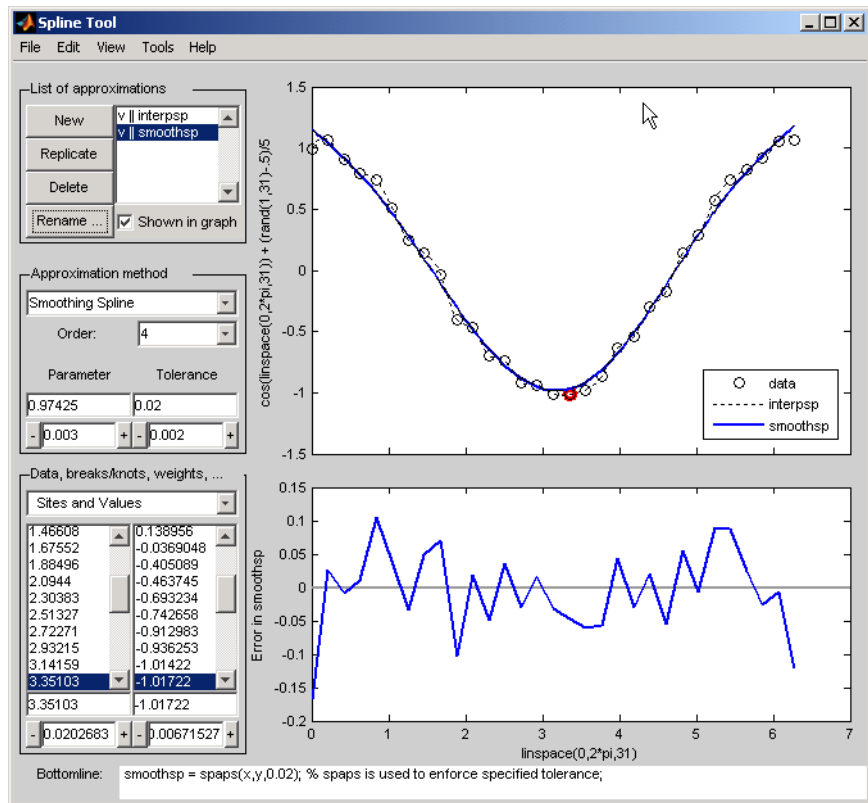 Spline Tool
File Edit View Tools Help
List of approximations
New
Replicate
Delete
Rename ...
v || interpsp
v || smoothsp
Shown in graph
Approximation method
Smoothing Spline
Order: 4
Parameter Tolerance
0.97425 0.02
- 0.003 + - 0.002 +
Data, breaks/knots, weights, ...
Sites and Values
1.46608 0.138956
1.67552 -0.0369048
1.88496 -0.405089
2.0944 -0.463745
2.30383 -0.693234
2.51327 -0.742658
2.72271 -0.912983
2.93215 -0.936253
3.14159 -1.01422
3.35103 -1.01722
3.35103 -1.01722
- 0.0202683 + - 0.00671527 +
cos(linspace(0,2*pi,31)) + (rand(1,31)-.5)/5
1.5
1
0.5
0
-0.5
-1
-1.5
data
interpsp
smoothsp
Error in smoothsp
0.15
0.1
0.05
0
-0.05
-0.1
-0.15
-0.2
0 1 2 3 4 5 6 7
linspace(0,2*pi,31)
Bottomline: smoothsp = spaps(x,y,0.02); % spaps is used to enforce specified tolerance;